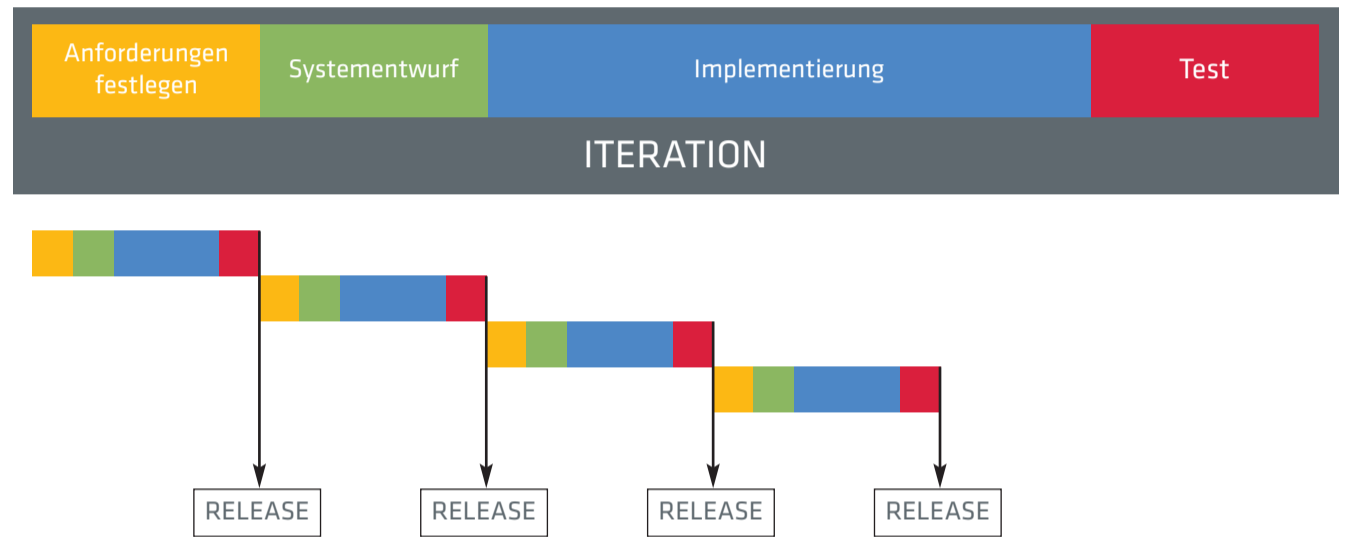 Anforderungen
festlegen
Systementwurf
Implementierung
Test
ITERATION
RELEASE
RELEASE
RELEASE
RELEASE